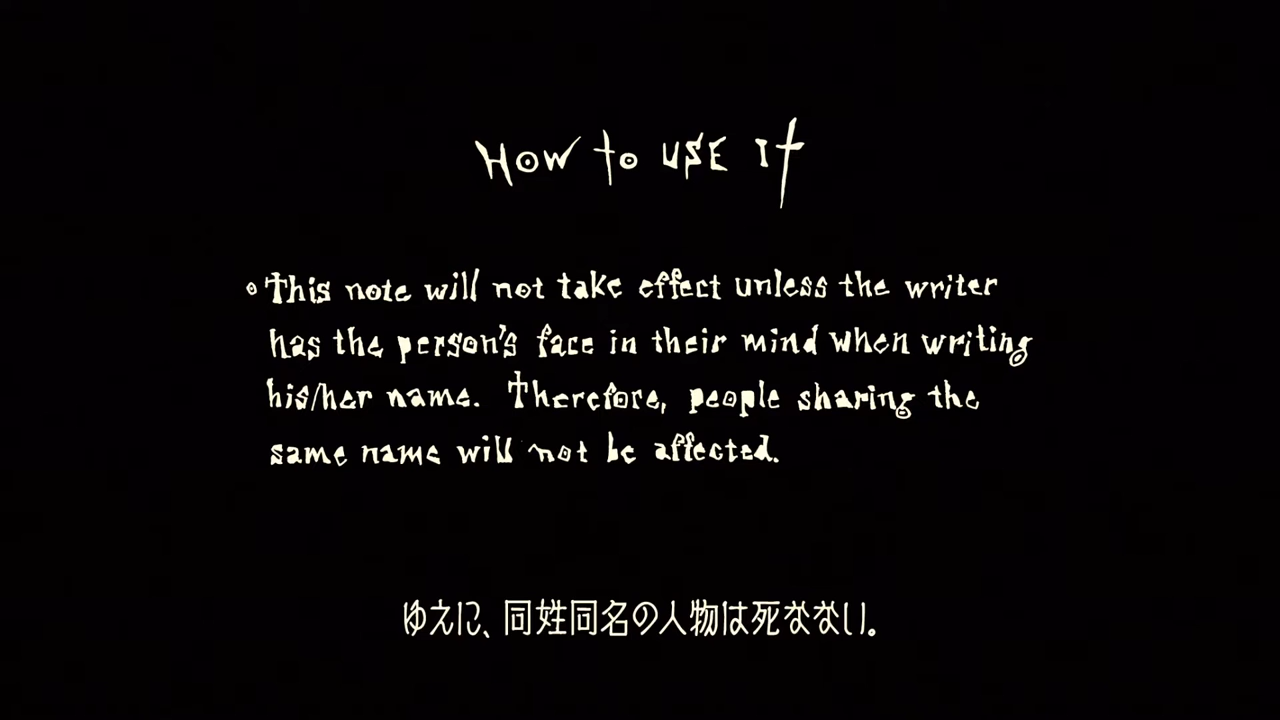 HOW to USE It
This note will not take effect unless the writer
has the person's face in their mind when writing
his/her name. Therefore, people sharing the
same name will not be affected.
ゆえに、同姓同名の人物は死なない。